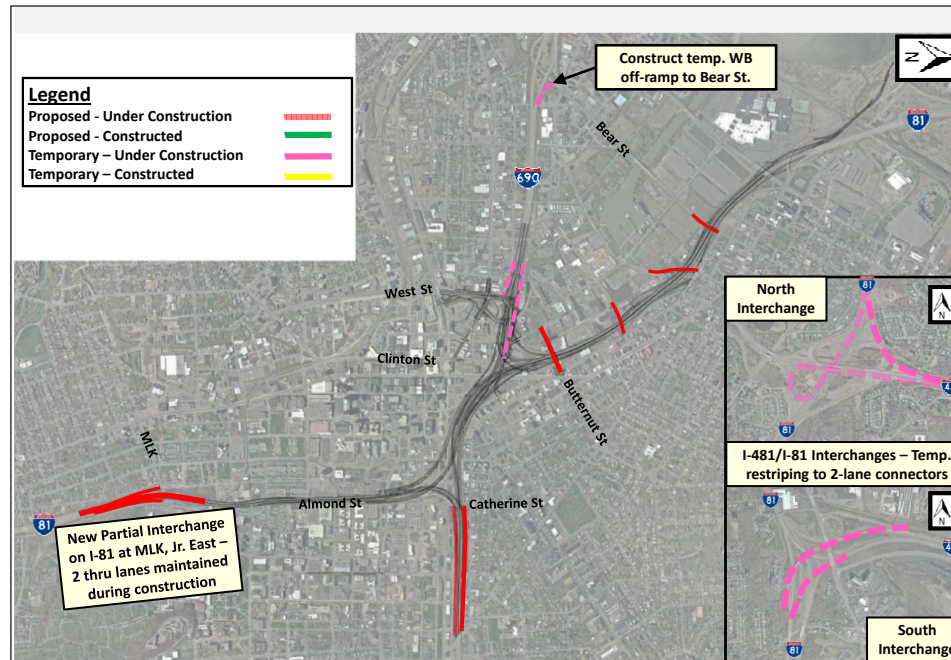 Construct temp. WB
off-ramp to Bear St.
N
81
Legend
Proposed - Under Construction
Proposed - Constructed
Temporary – Under Construction
Temporary – Constructed
Bear St
690
West St
Clinton St
Butternut St
MLK
Almond St
Catherine St
81
New Partial Interchange
on I-81 at MLK, Jr. East –
2 thru lanes maintained
during construction
North
Interchange
81
N
81
I-481/I-81 Interchanges – Temp.
restriping to 2-lane connectors
81
N
81
South
Interchange